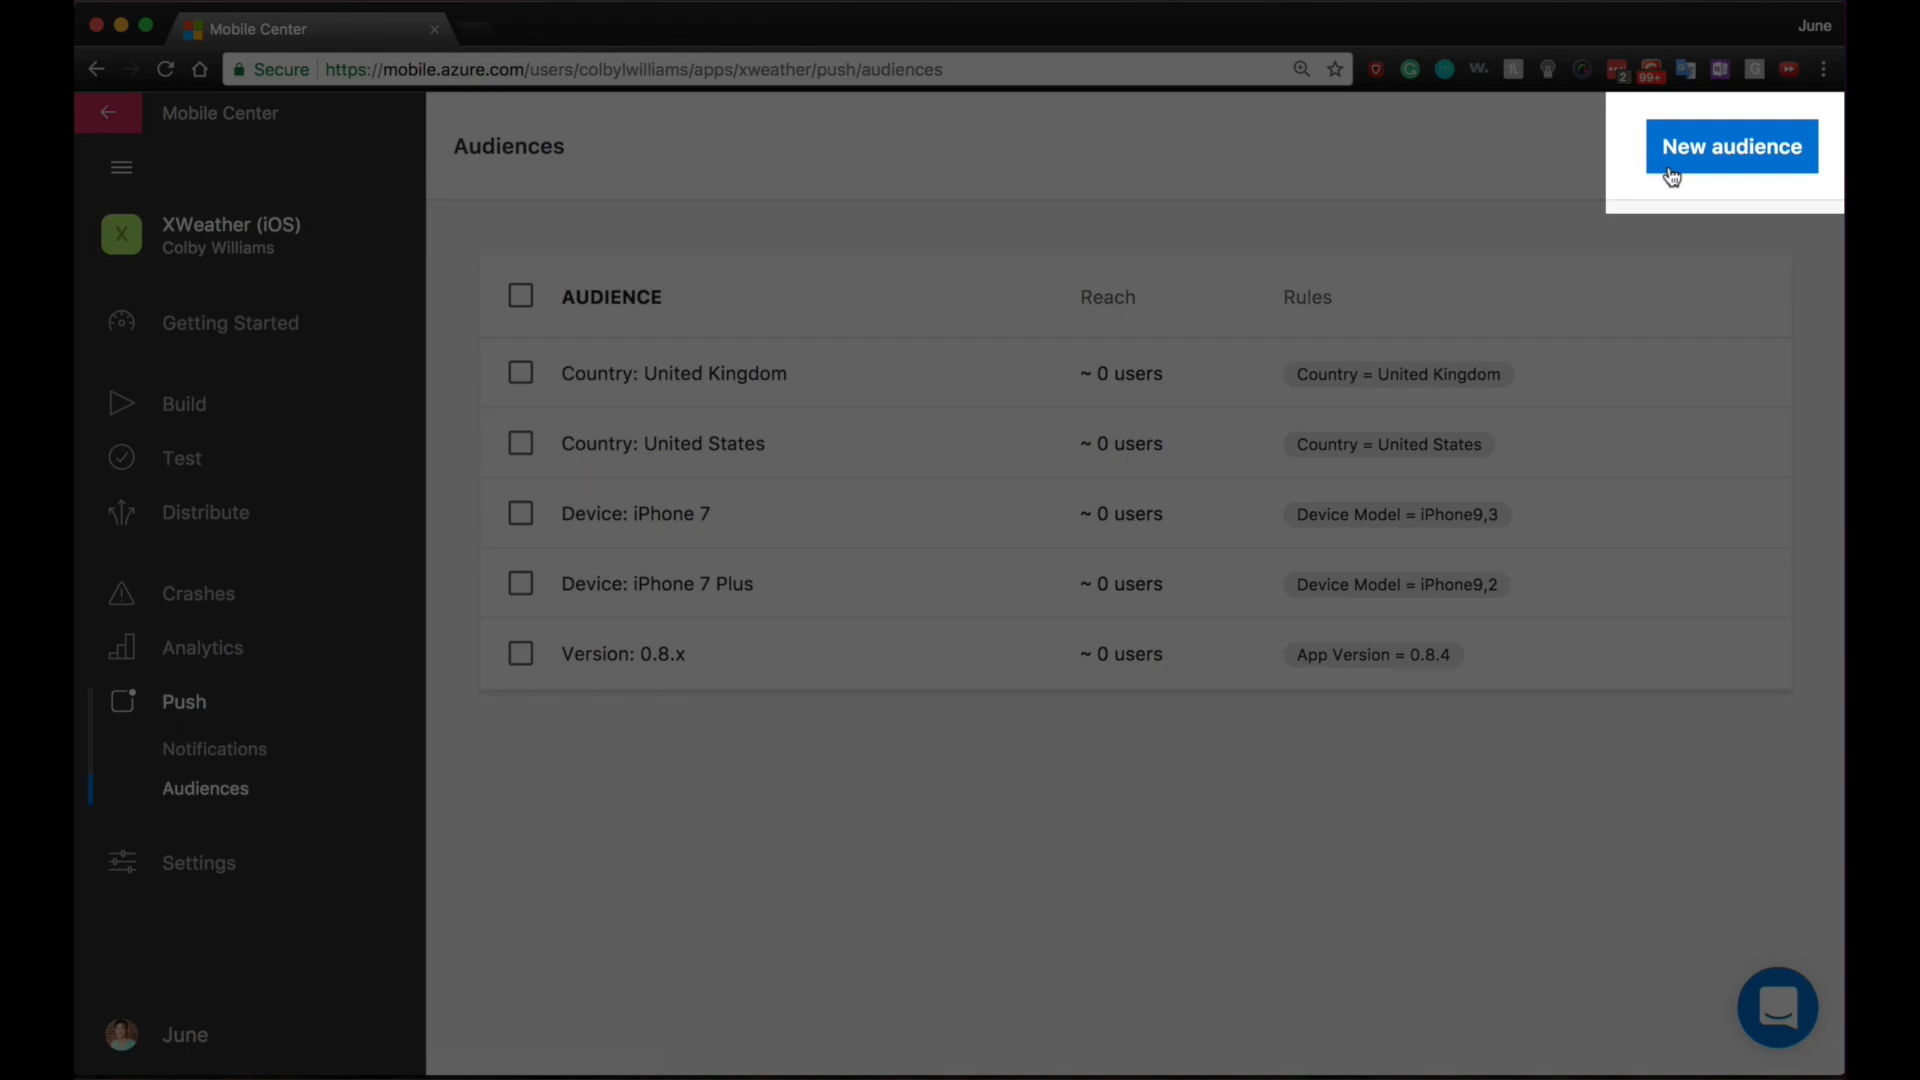 Mobile Center
June
Secure
https://mobile.azure.com/users/colbylwilliams/apps/xweather/push/audiences
2
99+
Mobile Center
Audiences
New audience
X
XWeather (iOS)
Colby Williams
AUDIENCE
Reach
Rules
Getting Started
Country: United Kingdom
~ 0 users
Country = United Kingdom
Build
Country: United States
~ 0 users
Country = United States
Test
Device: iPhone 7
~ 0 users
Device Model = iPhone9,3
Distribute
Device: iPhone 7 Plus
~ 0 users
Device Model = iPhone9,2
Crashes
Version: 0.8.x
~ 0 users
App Version = 0.8.4
Analytics
Push
Notifications
Audiences
Settings
June